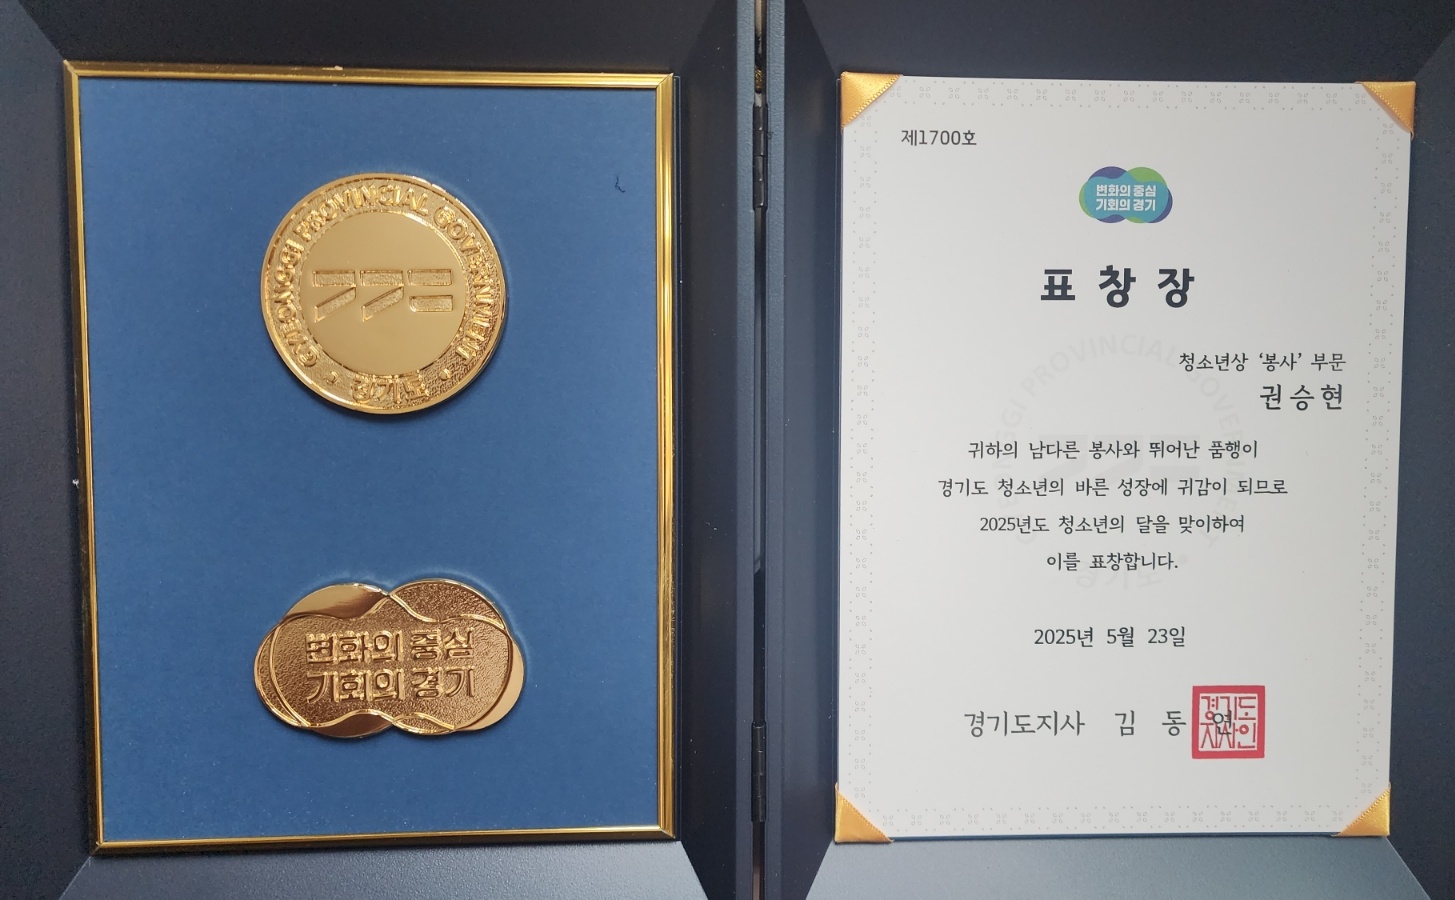 GYEONGGI PROVINCIAL GOVERNMENT
경기도
변화의 중심
기회의 경기
제1700호
변화의 중심
기회의 경기
표창장
청소년상 ‘봉사’ 부문
권승현
귀하의 남다른 봉사와 뛰어난 품행이
경기도 청소년의 바른 성장에 귀감이 되므로
2025년도 청소년의 달을 맞이하여
이를 표창합니다.
2025년 5월 23일
경기도지사 김동연
경기도
지사인